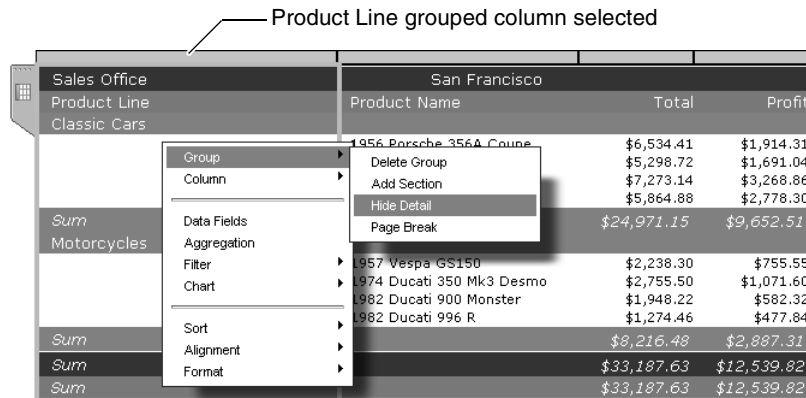 Product Line grouped column selected
Sales Office San Francisco
Product Line Product Name Total Profit
Classic Cars
1956 Porsche 356A Coupe $6,534.41 $1,914.31
$5,298.72 $1,691.04
$7,273.14 $3,268.86
$5,864.88 $2,778.30
Sum $24,971.15 $9,652.51
Motorcycles
1957 Vespa GS150 $2,238.30 $755.55
1974 Ducati 350 Mk3 Desmo $2,755.50 $1,071.60
1982 Ducati 900 Monster $1,948.22 $582.32
1982 Ducati 996 R $1,274.46 $477.84
Sum $8,216.48 $2,887.31
Sum $33,187.63 $12,539.82
Sum $33,187.63 $12,539.82
Group
Column
Data Fields
Aggregation
Filter
Chart
Sort
Alignment
Format
Delete Group
Add Section
Hide Detail
Page Break